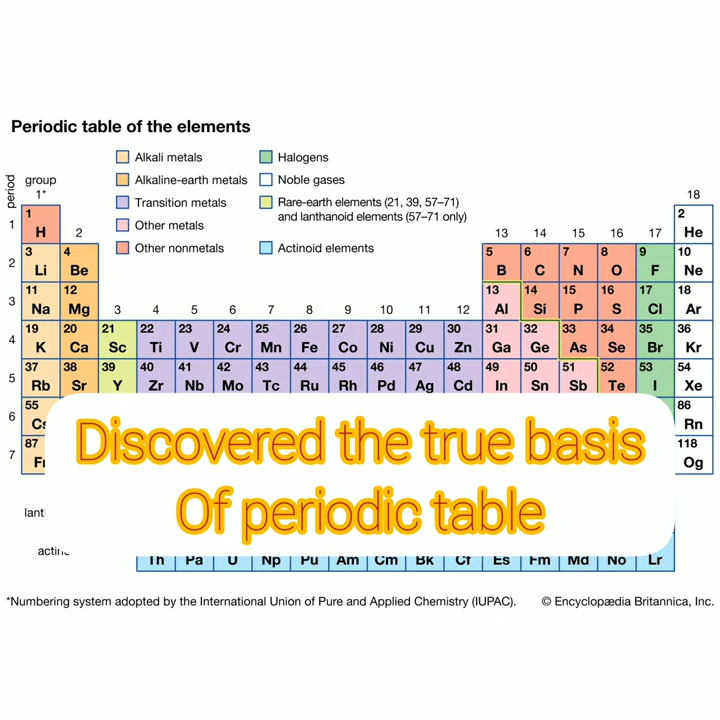 Periodic table of the elements
Alkali metals
Alkaline-earth metals
Transition metals
Other metals
Other nonmetals
Halogens
Noble gases
Rare-earth elements (21, 39, 57–71)
and lanthanoid elements (57–71 only)
Actinoid elements
period
group
1* 18
1 1 2
H 2 He
2 3 4 13 14 15 16 17 5 6 7 8 9 10
Li Be B C N O F Ne
3 11 12 13 14 15 16 17 18
Na Mg 3 4 5 6 7 8 9 10 11 12 Al Si P S Cl Ar
4 19 20 21 22 23 24 25 26 27 28 29 30 31 32 33 34 35 36
K Ca Sc Ti V Cr Mn Fe Co Ni Cu Zn Ga Ge As Se Br Kr
5 37 38 39 40 41 42 43 44 45 46 47 48 49 50 51 52 53 54
Rb Sr Y Zr Nb Mo Tc Ru Rh Pd Ag Cd In Sn Sb Te I Xe
6 55 86
Rn
7 87 118
Og
Discovered the true basis
Of periodic table
Th Pa U Np Pu Am Cm Bk Cf Es Fm Md No Lr
*Numbering system adopted by the International Union of Pure and Applied Chemistry (IUPAC). © Encyclopædia Britannica, Inc.